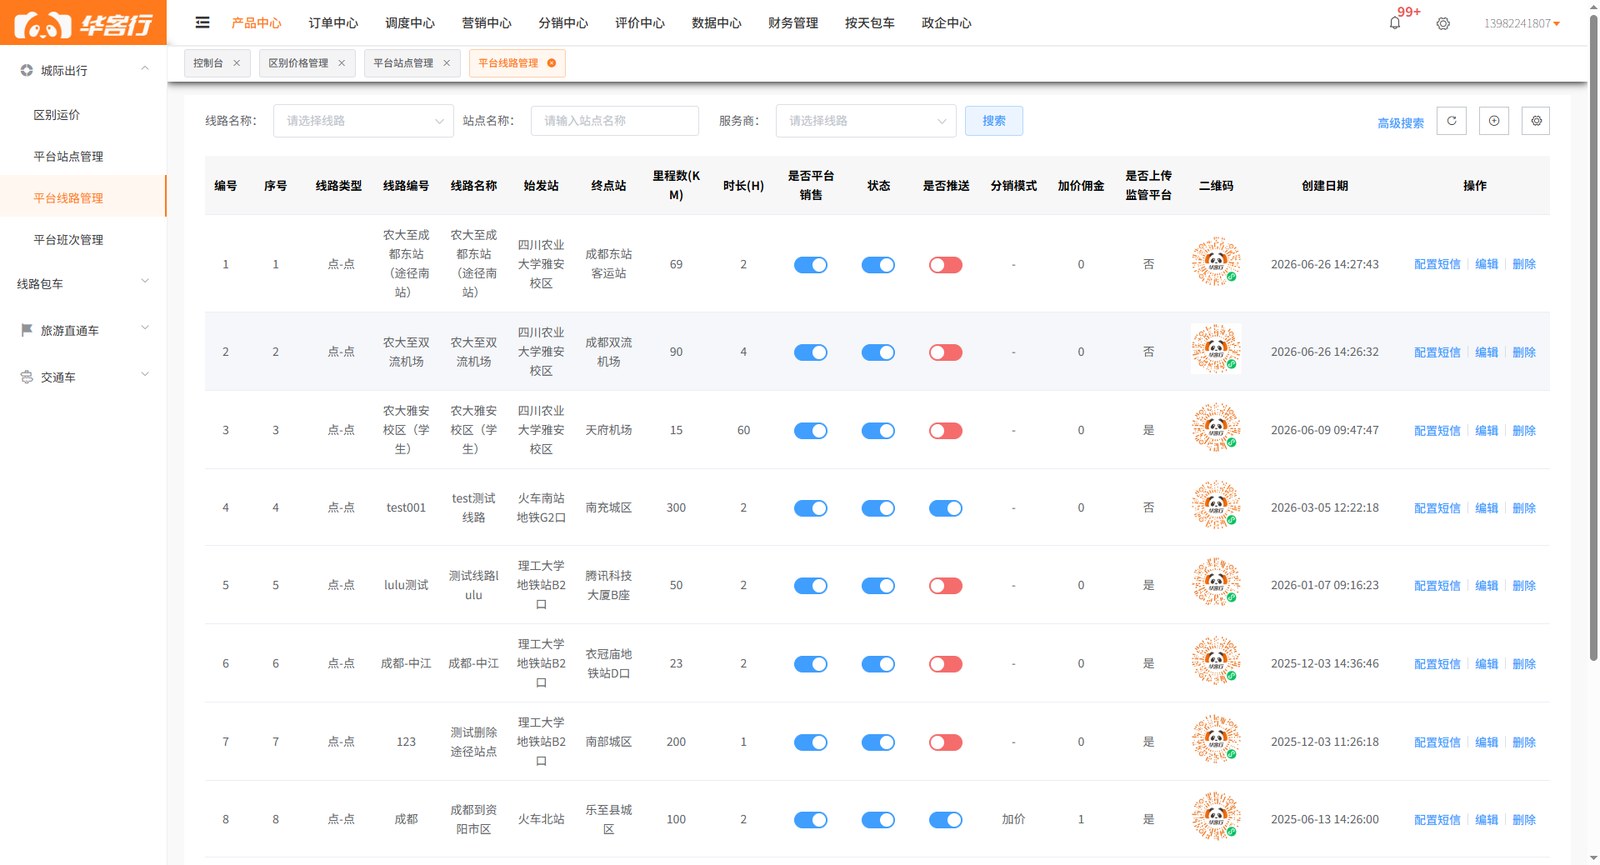 华客行
产品中心 订单中心 调度中心 营销中心 分销中心 评价中心 数据中心 财务管理 按天包车 政企中心
99+
13982241807
控制台 区别价格管理 平台站点管理 平台线路管理
城际出行
区别运价
平台站点管理
平台线路管理
平台班次管理
线路包车
旅游直通车
交通车
线路名称: 请选择线路 站点名称: 请输入站点名称 服务商: 请选择线路 搜索 高级搜索
编号 序号 线路类型 线路编号 线路名称 始发站 终点站 里程数(KM) 时长(H) 是否平台销售 状态 是否推送 分销模式 加价佣金 是否上传监管平台 二维码 创建日期 操作
1 1 点-点 农大至成都东站（途径南站） 农大至成都东站（途径南站） 四川农业大学雅安校区 成都东站客运站 69 2 - 0 否 2026-06-26 14:27:43 配置短信 编辑 删除
2 2 点-点 农大至双流机场 农大至双流机场 四川农业大学雅安校区 成都双流机场 90 4 - 0 否 2026-06-26 14:26:32 配置短信 编辑 删除
3 3 点-点 农大雅安校区（学生） 农大雅安校区（学生） 四川农业大学雅安校区 天府机场 15 60 - 0 是 2026-06-09 09:47:47 配置短信 编辑 删除
4 4 点-点 test001 test测试线路 火车南站地铁G2口 南充城区 300 2 - 0 否 2026-03-05 12:22:18 配置短信 编辑 删除
5 5 点-点 lulu测试 测试线路lulu 理工大学地铁站B2口 腾讯科技大厦B座 50 2 - 0 是 2026-01-07 09:16:23 配置短信 编辑 删除
6 6 点-点 成都-中江 成都-中江 理工大学地铁站B2口 衣冠庙地铁站D口 23 2 - 0 是 2025-12-03 14:36:46 配置短信 编辑 删除
7 7 点-点 123 测试删除途径站点 理工大学地铁站B2口 南部城区 200 1 - 0 是 2025-12-03 11:26:18 配置短信 编辑 删除
8 8 点-点 成都 成都到资阳市区 火车北站 乐至县城区 100 2 加价 1 是 2025-06-13 14:26:00 配置短信 编辑 删除